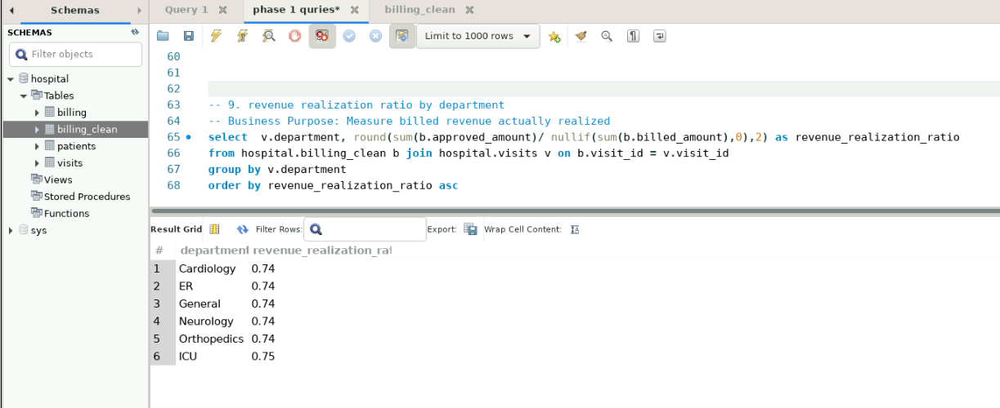 Schemas
Query 1
phase 1 quries*
billing_clean
SCHEMAS
Filter objects
hospital
Tables
billing
billing_clean
patients
visits
Views
Stored Procedures
Functions
sys
Limit to 1000 rows
60
61
62
63 -- 9. revenue realization ratio by department
64 -- Business Purpose: Measure billed revenue actually realized
65 select  v.department, round(sum(b.approved_amount)/ nullif(sum(b.billed_amount),0),2) as revenue_realization_ratio
66 from hospital.billing_clean b join hospital.visits v on b.visit_id = v.visit_id
67 group by v.department
68 order by revenue_realization_ratio asc
Result Grid Filter Rows: Export: Wrap Cell Content:
# department revenue_realization_rat
1 Cardiology 0.74
2 ER 0.74
3 General 0.74
4 Neurology 0.74
5 Orthopedics 0.74
6 ICU 0.75